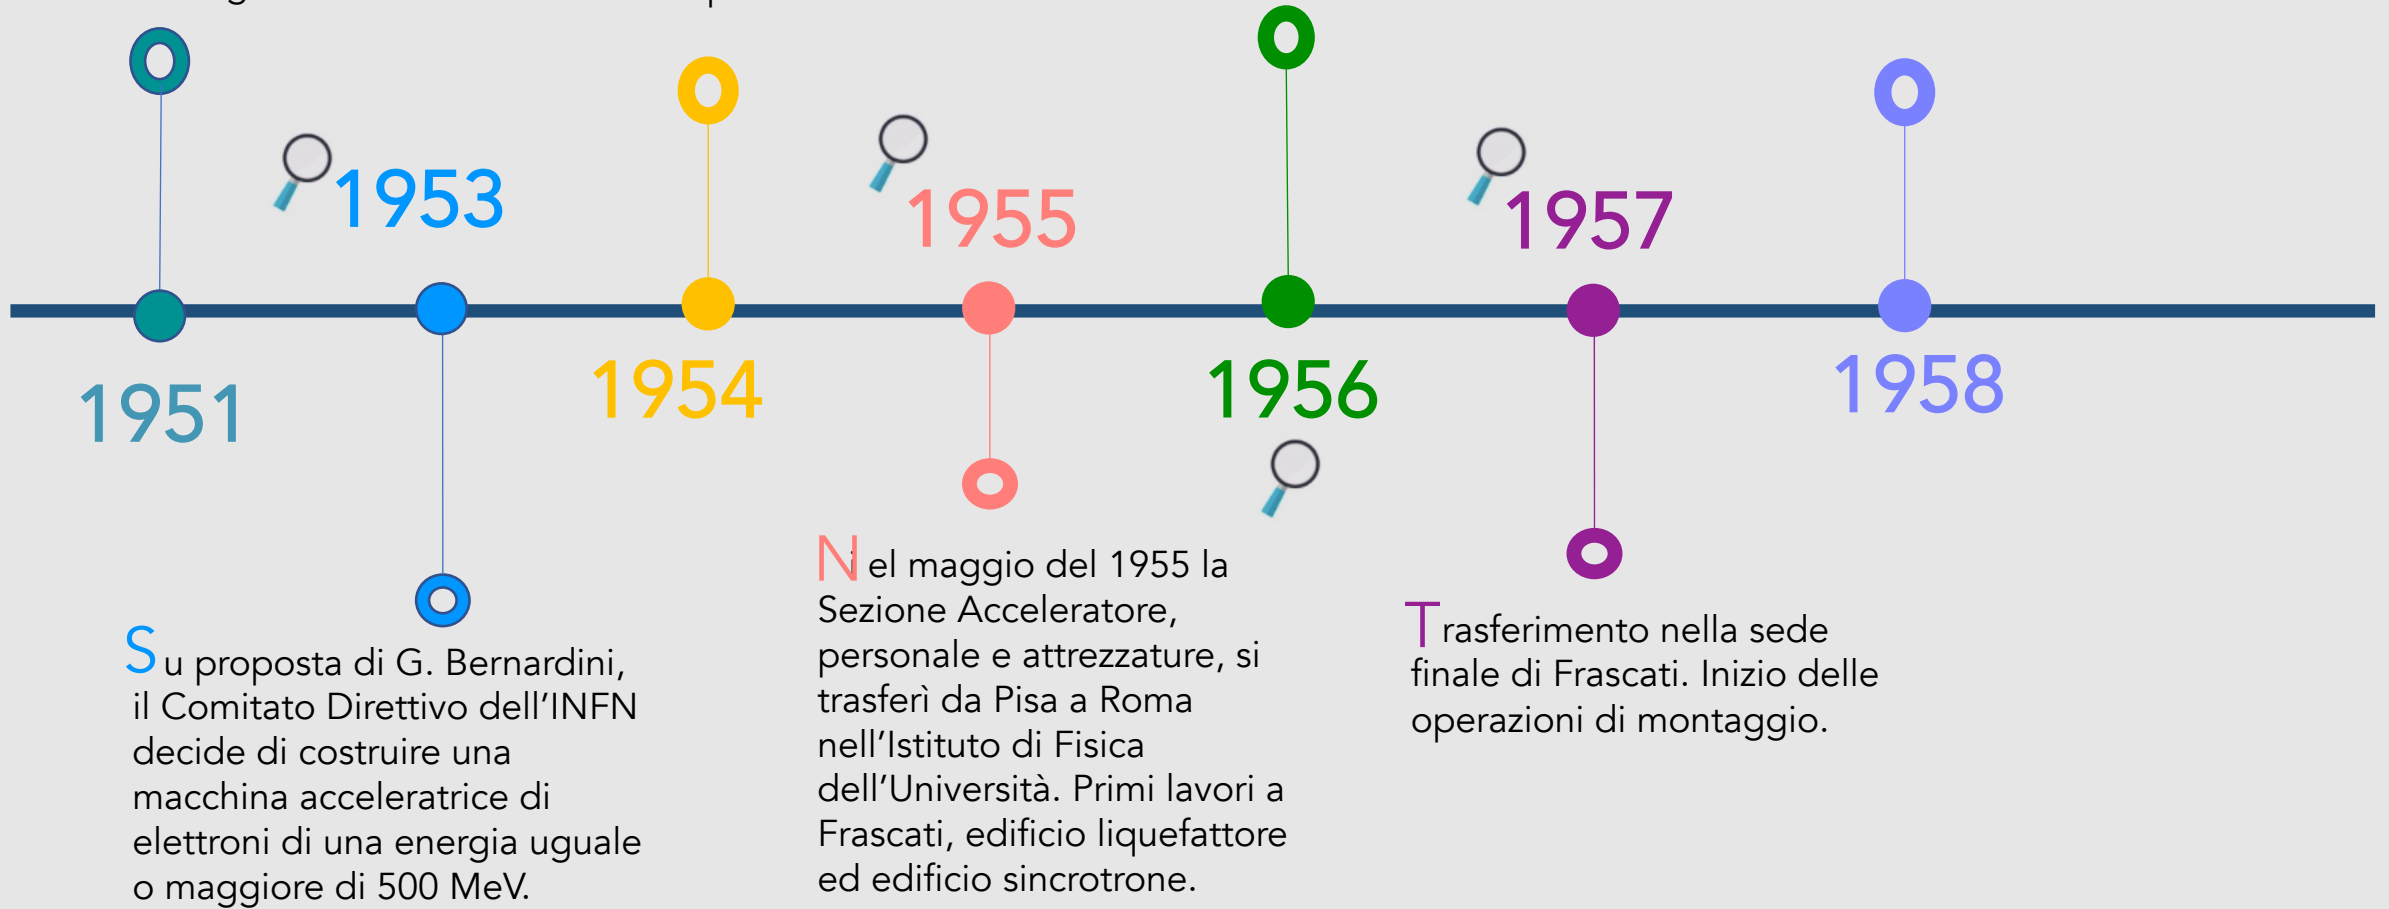 1953
1955
1957
1951
1954
1956
1958
Su proposta di G. Bernardini,
il Comitato Direttivo dell’INFN
decide di costruire una
macchina acceleratrice di
elettroni di una energia uguale
o maggiore di 500 MeV.
Nel maggio del 1955 la
Sezione Acceleratore,
personale e attrezzature, si
trasferì da Pisa a Roma
nell’Istituto di Fisica
dell’Università. Primi lavori a
Frascati, edificio liquefattore
ed edificio sincrotrone.
Trasferimento nella sede
finale di Frascati. Inizio delle
operazioni di montaggio.